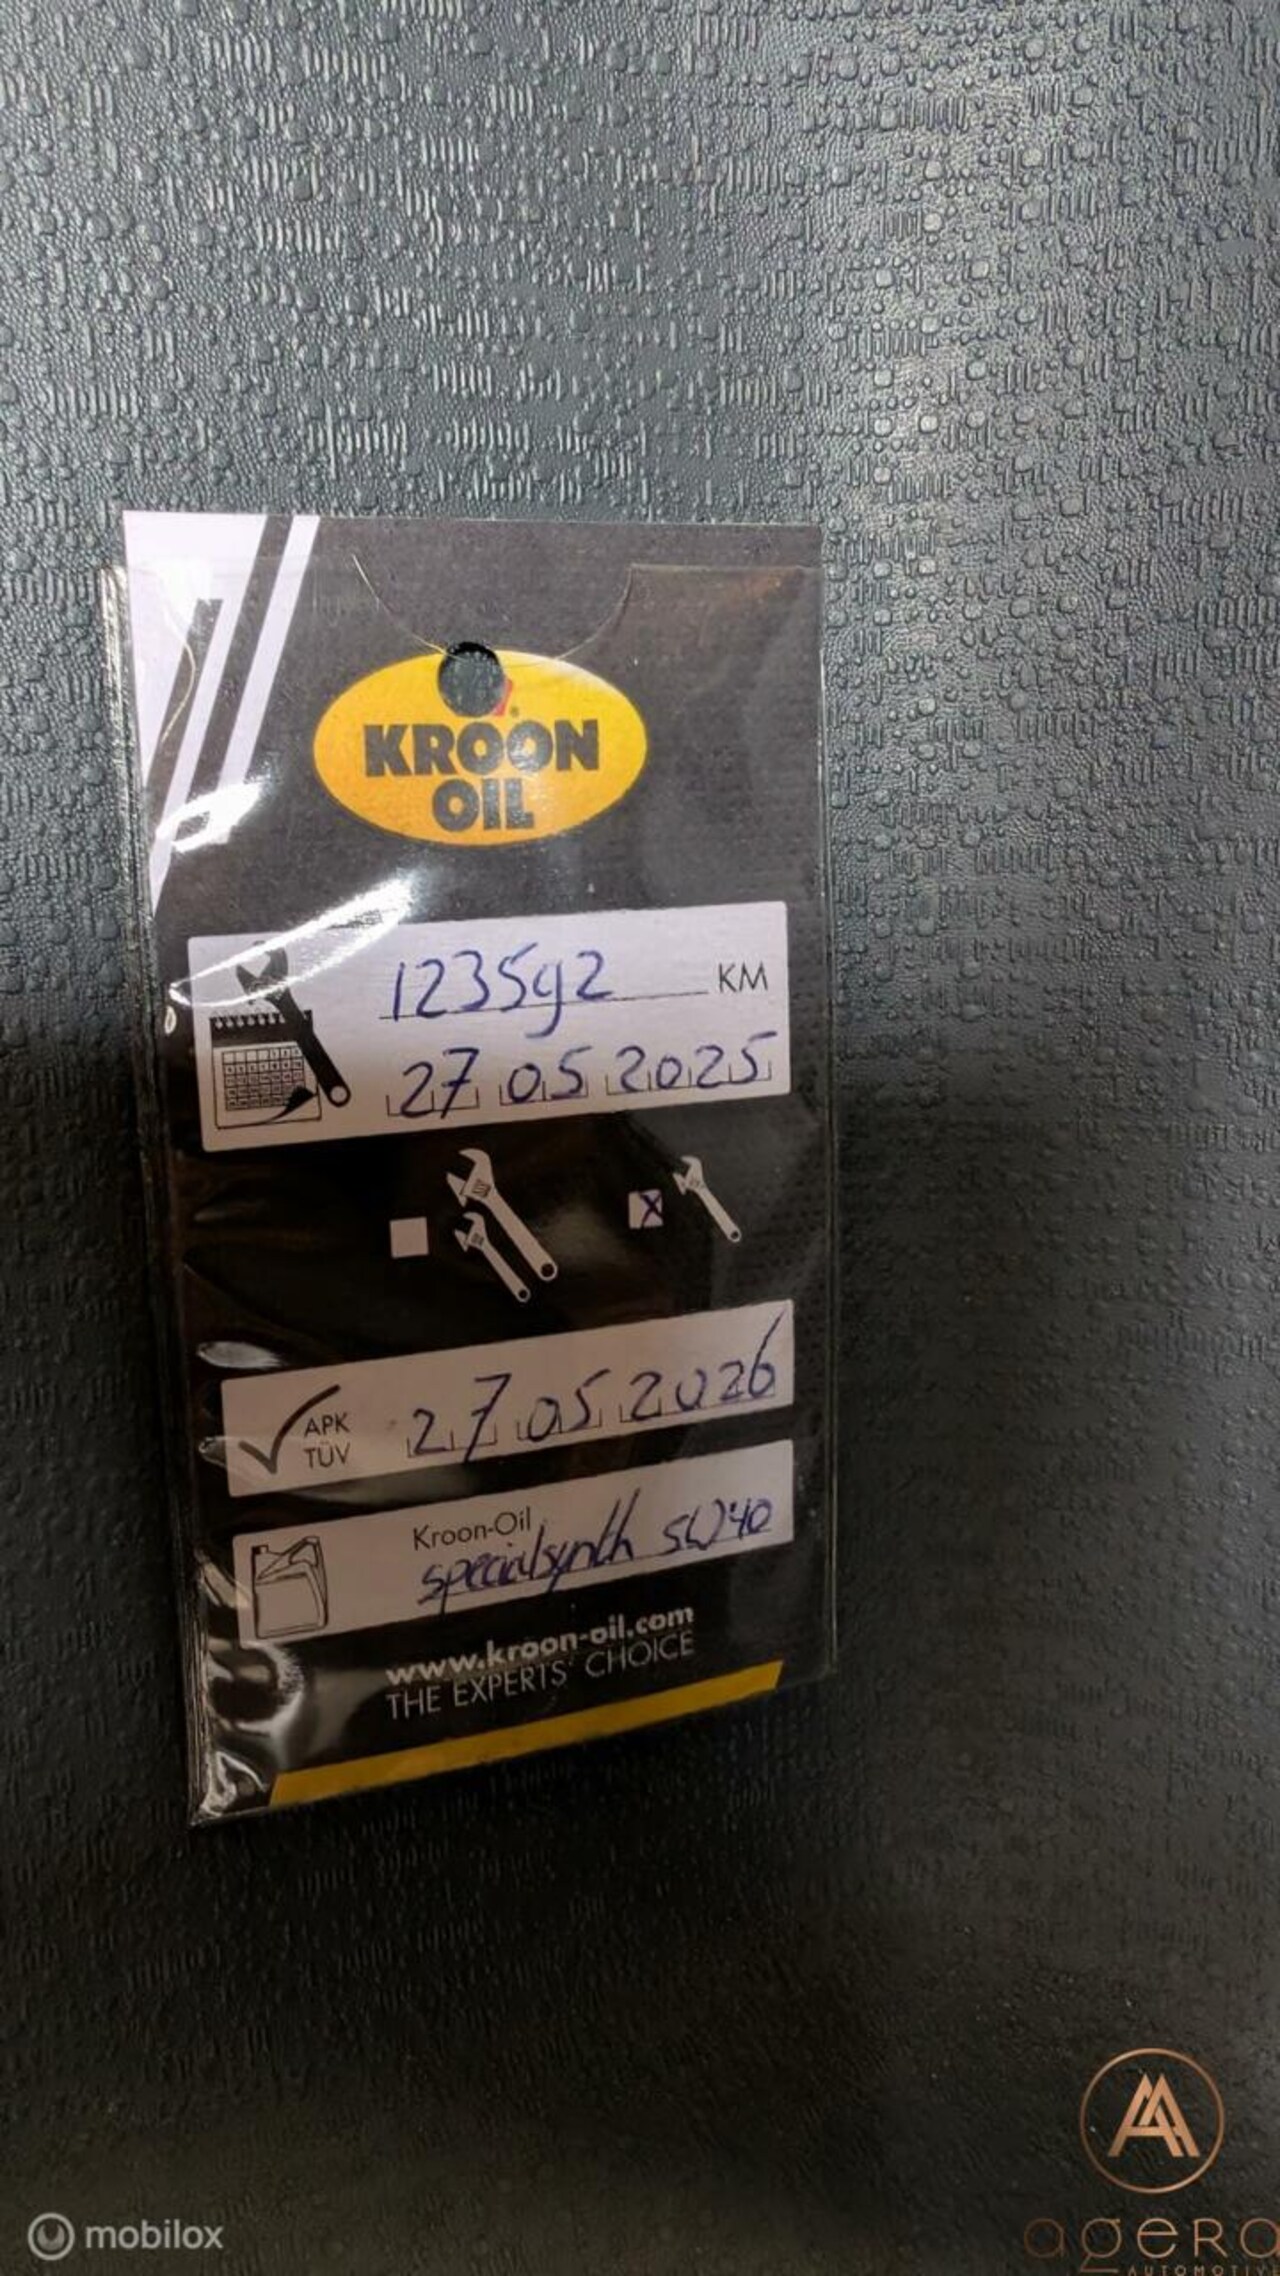 KROON
OIL
123592 KM
27 05 2025
APK
TÜV
27 05 2026
Kroon-Oil
specialsynth 5W40
www.kroon-oil.com
THE EXPERTS' CHOICE
mobilox
agera
AUTOMOTIVE